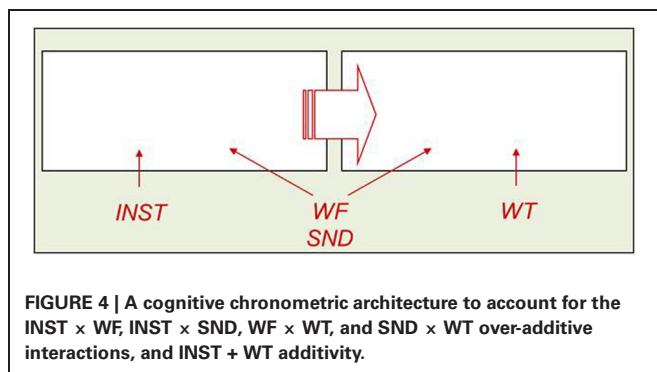 INST WF WT
SND
FIGURE 4 | A cognitive chronometric architecture to account for the
INST × WF, INST × SND, WF × WT, and SND × WT over-additive
interactions, and INST + WT additivity.